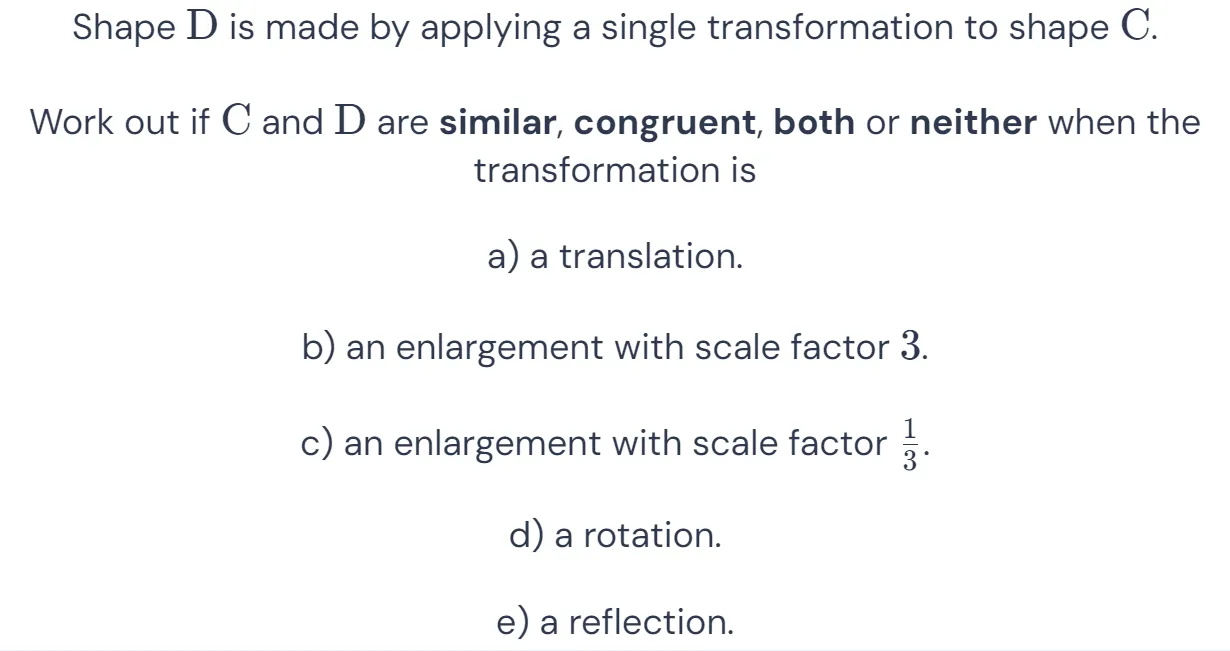 Shape D is made by applying a single transformation to shape C.
Work out if C and D are similar, congruent, both or neither when the
transformation is
a) a translation.
b) an enlargement with scale factor 3.
c) an enlargement with scale factor 1/3.
d) a rotation.
e) a reflection.